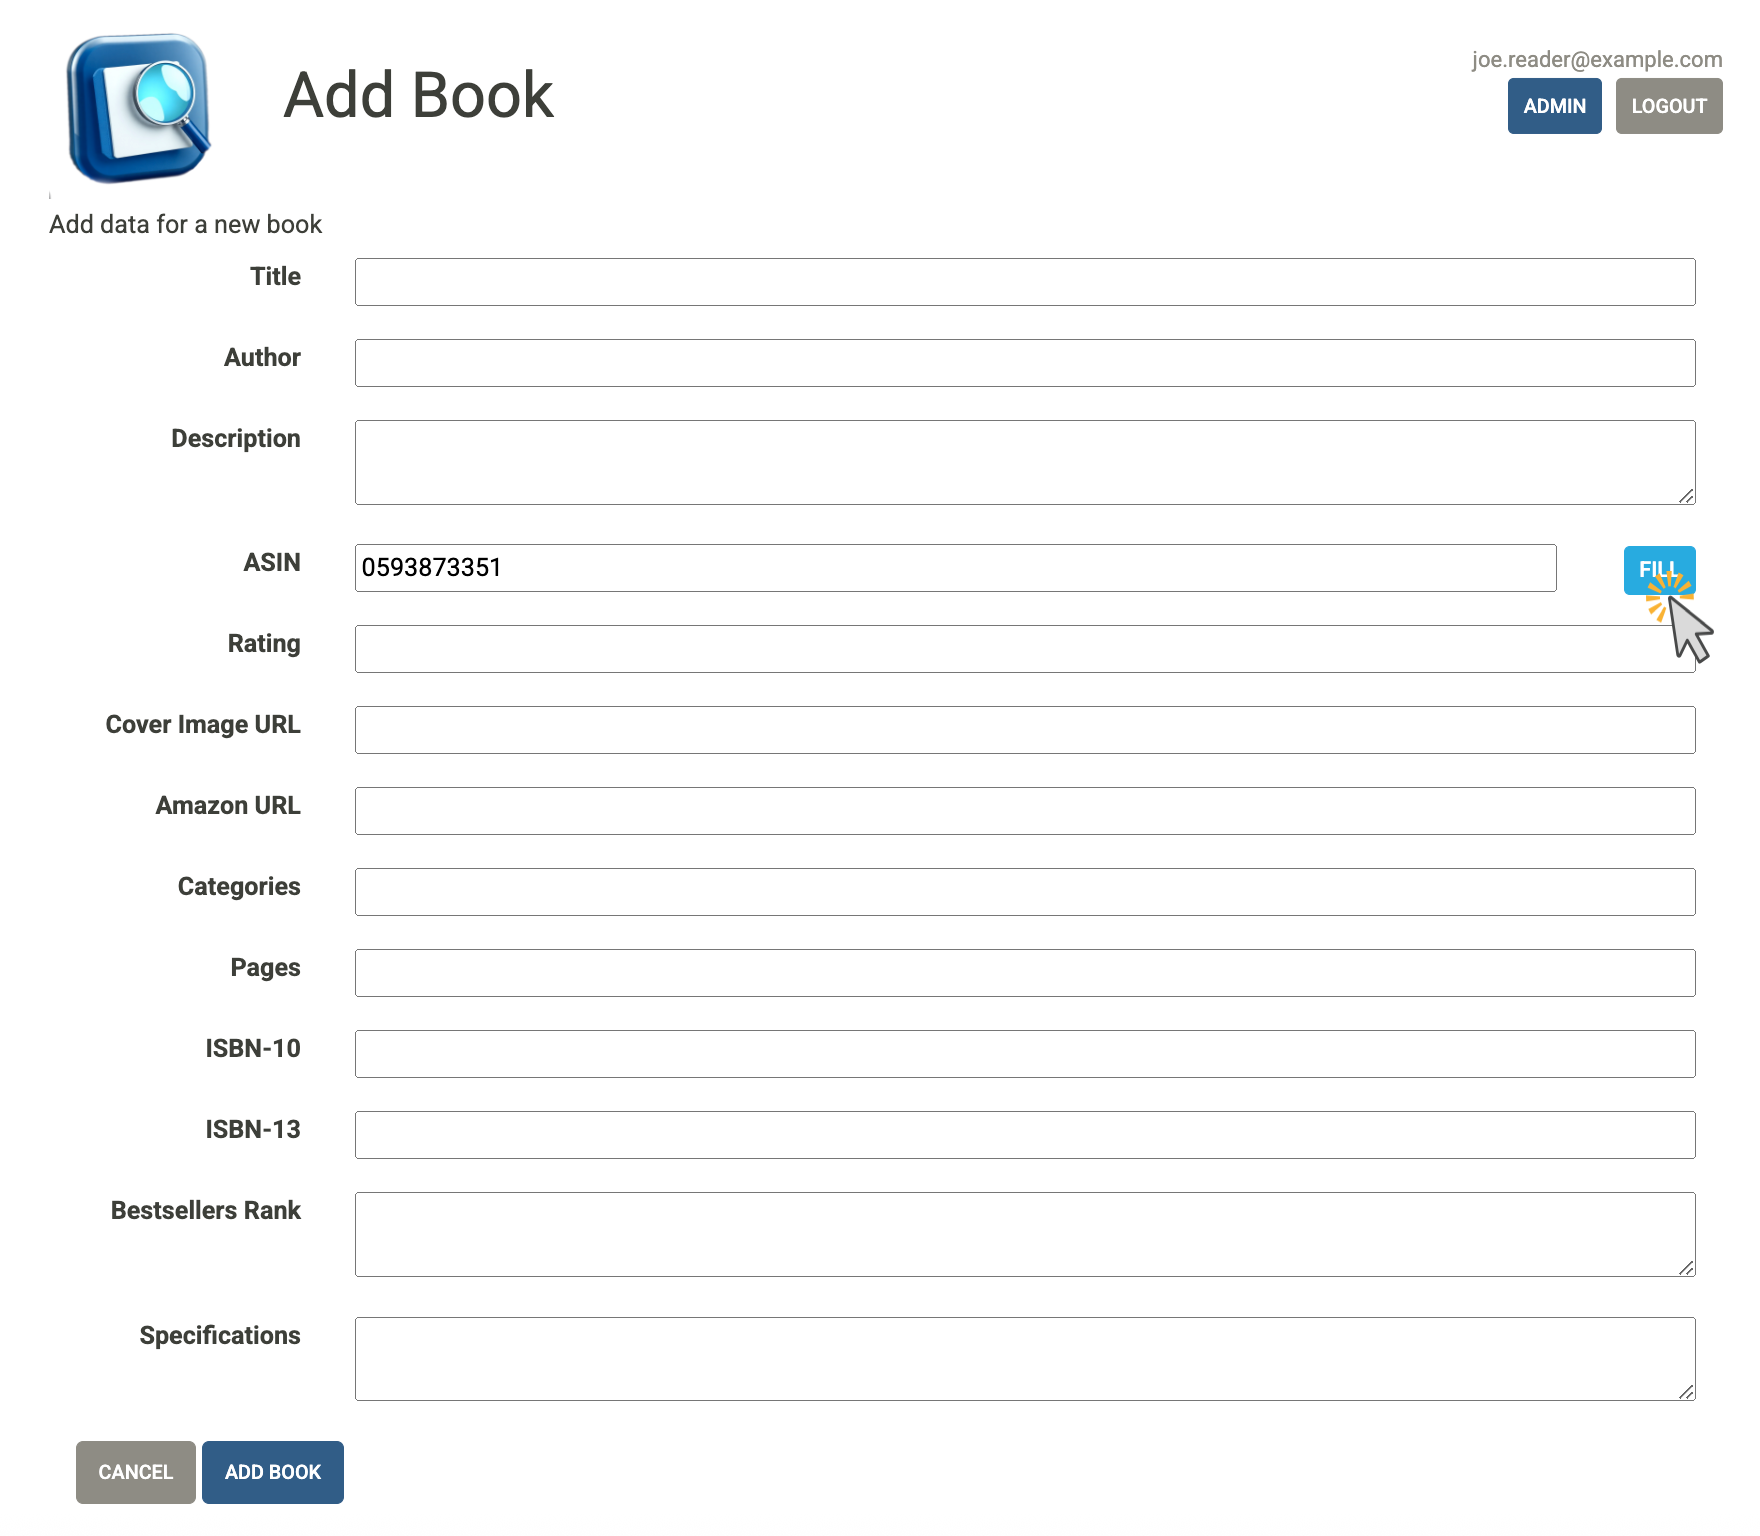 Add Book
joe.reader@example.com
ADMIN
LOGOUT
Add data for a new book
Title
Author
Description
ASIN
0593873351
FILL
Rating
Cover Image URL
Amazon URL
Categories
Pages
ISBN-10
ISBN-13
Bestsellers Rank
Specifications
CANCEL
ADD BOOK